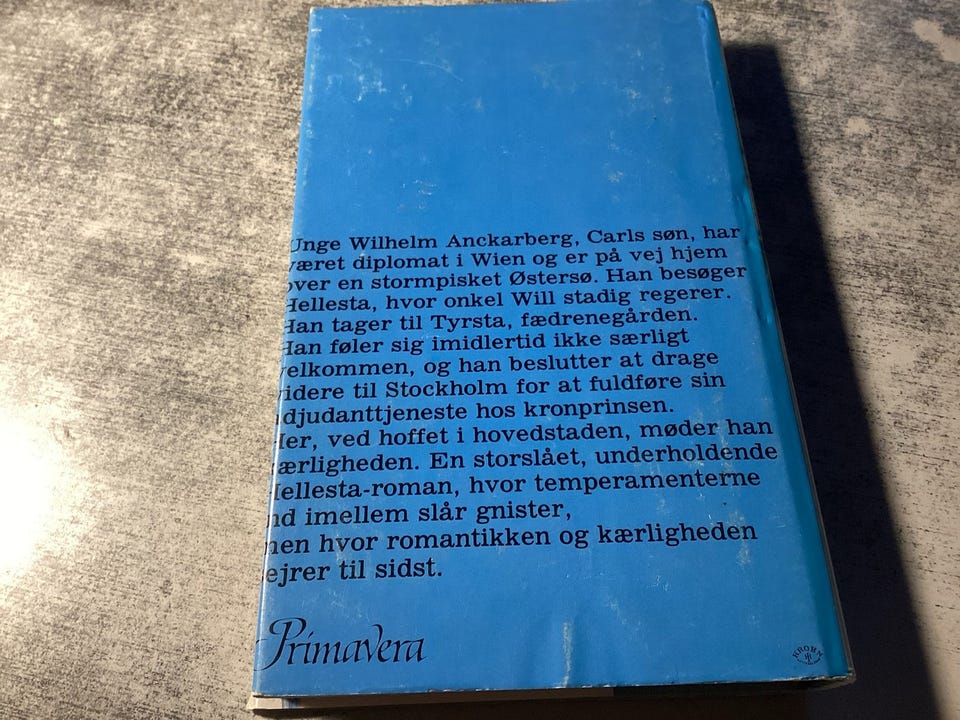 Unge Wilhelm Anckarberg, Carls søn, har
været diplomat i Wien og er på vej hjem
over en stormpisket Østersø. Han besøger
Hellesta, hvor onkel Will stadig regerer.
Han tager til Tyrsta, fædrenegården.
Han føler sig imidlertid ikke særligt
velkommen, og han beslutter at drage
videre til Stockholm for at fuldføre sin
djudanttjeneste hos kronprinsen.
Her, ved hoffet i hovedstaden, møder han
ærligheden. En storslået, underholdende
Hellesta-roman, hvor temperamenterne
nd imellem slår gnister,
men hvor romantikken og kærligheden
ejrer til sidst.
Primavera
KROHN